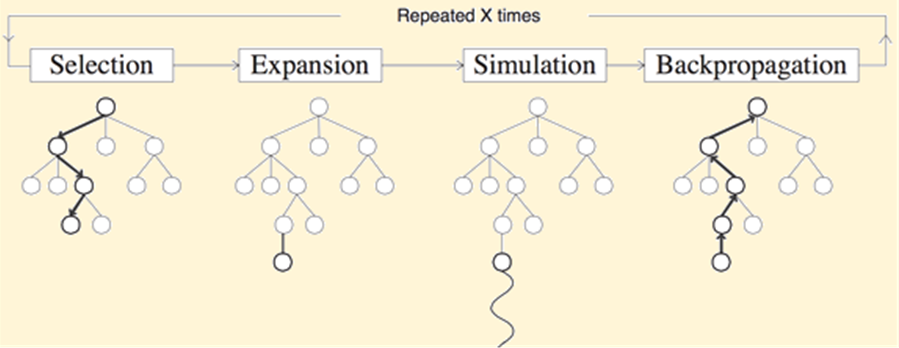 Repeated X times
Selection
Expansion
Simulation
Backpropagation